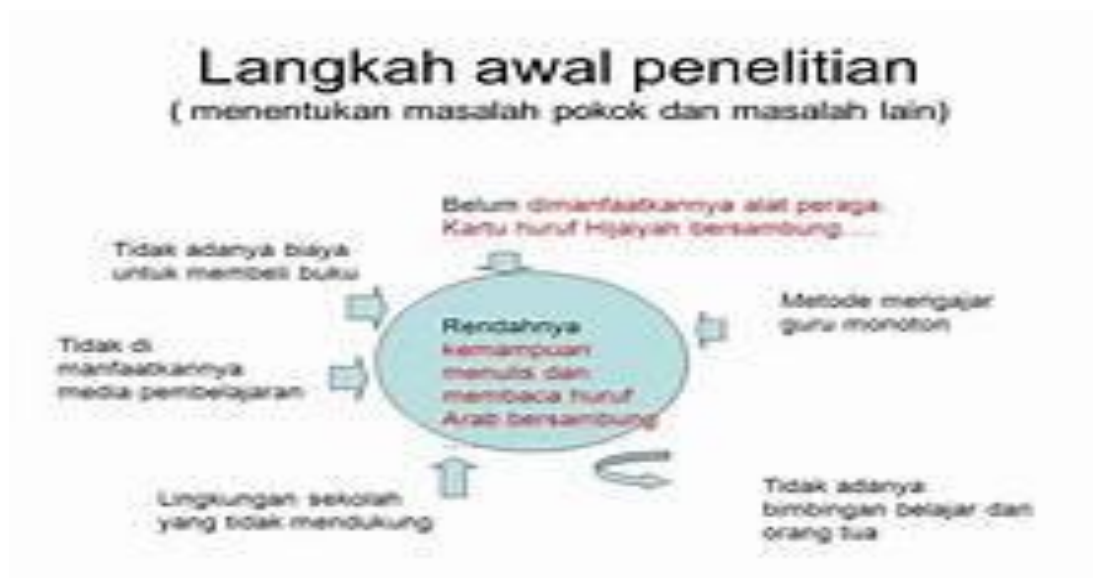 Langkah awal penelitian
( menentukan masalah pokok dan masalah lain)
Belum dimanfaatkannya alat peraga
Kartu huruf Hijaiyah bersambung.....
Tidak adanya biaya
untuk membeli buku
Metode mengajar
guru monoton
Rendahnya
kemampuan
menulis dan
membaca huruf
Arab bersambung
Tidak di
manfaatkannya
media pembelajaran
Lingkungan sekolah
yang tidak mendukung
Tidak adanya
bimbingan belajar dari
orang tua